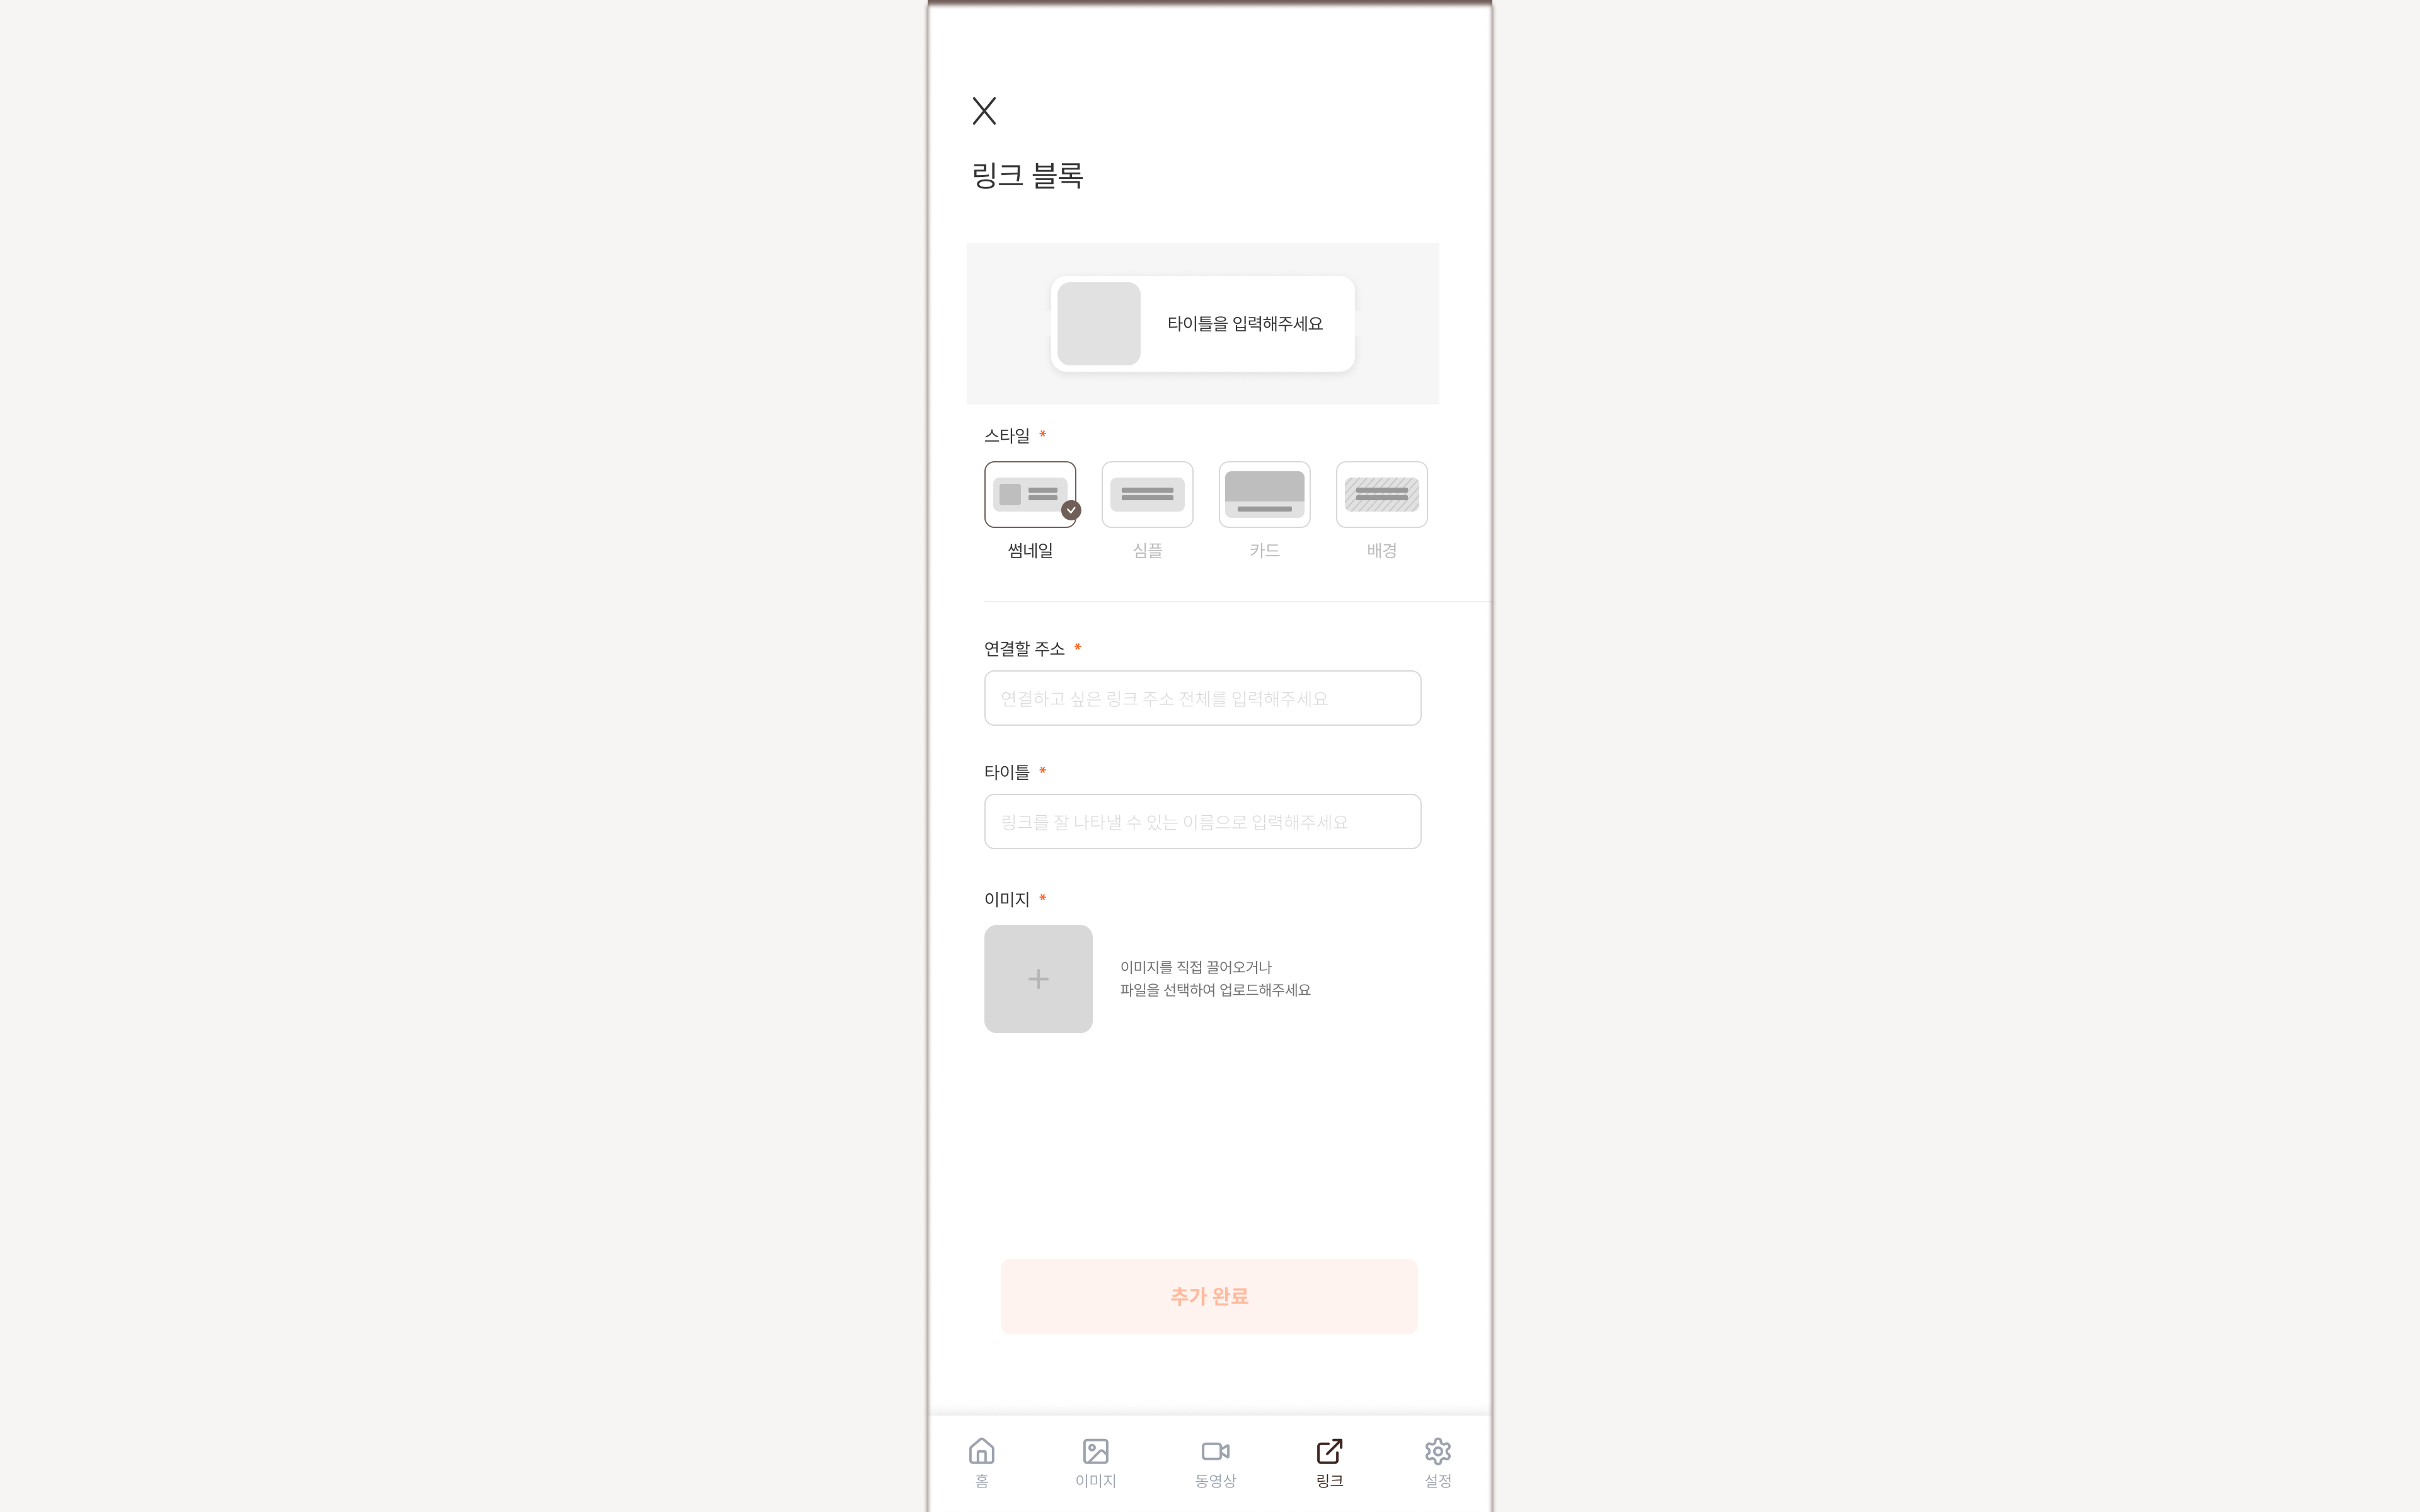 링크 블록
타이틀을 입력해주세요
스타일 *
썸네일 심플 카드 배경
연결할 주소 *
연결하고 싶은 링크 주소 전체를 입력해주세요
타이틀 *
링크를 잘 나타낼 수 있는 이름으로 입력해주세요
이미지 *
이미지를 직접 끌어오거나
파일을 선택하여 업로드해주세요
추가 완료
홈 이미지 동영상 링크 설정